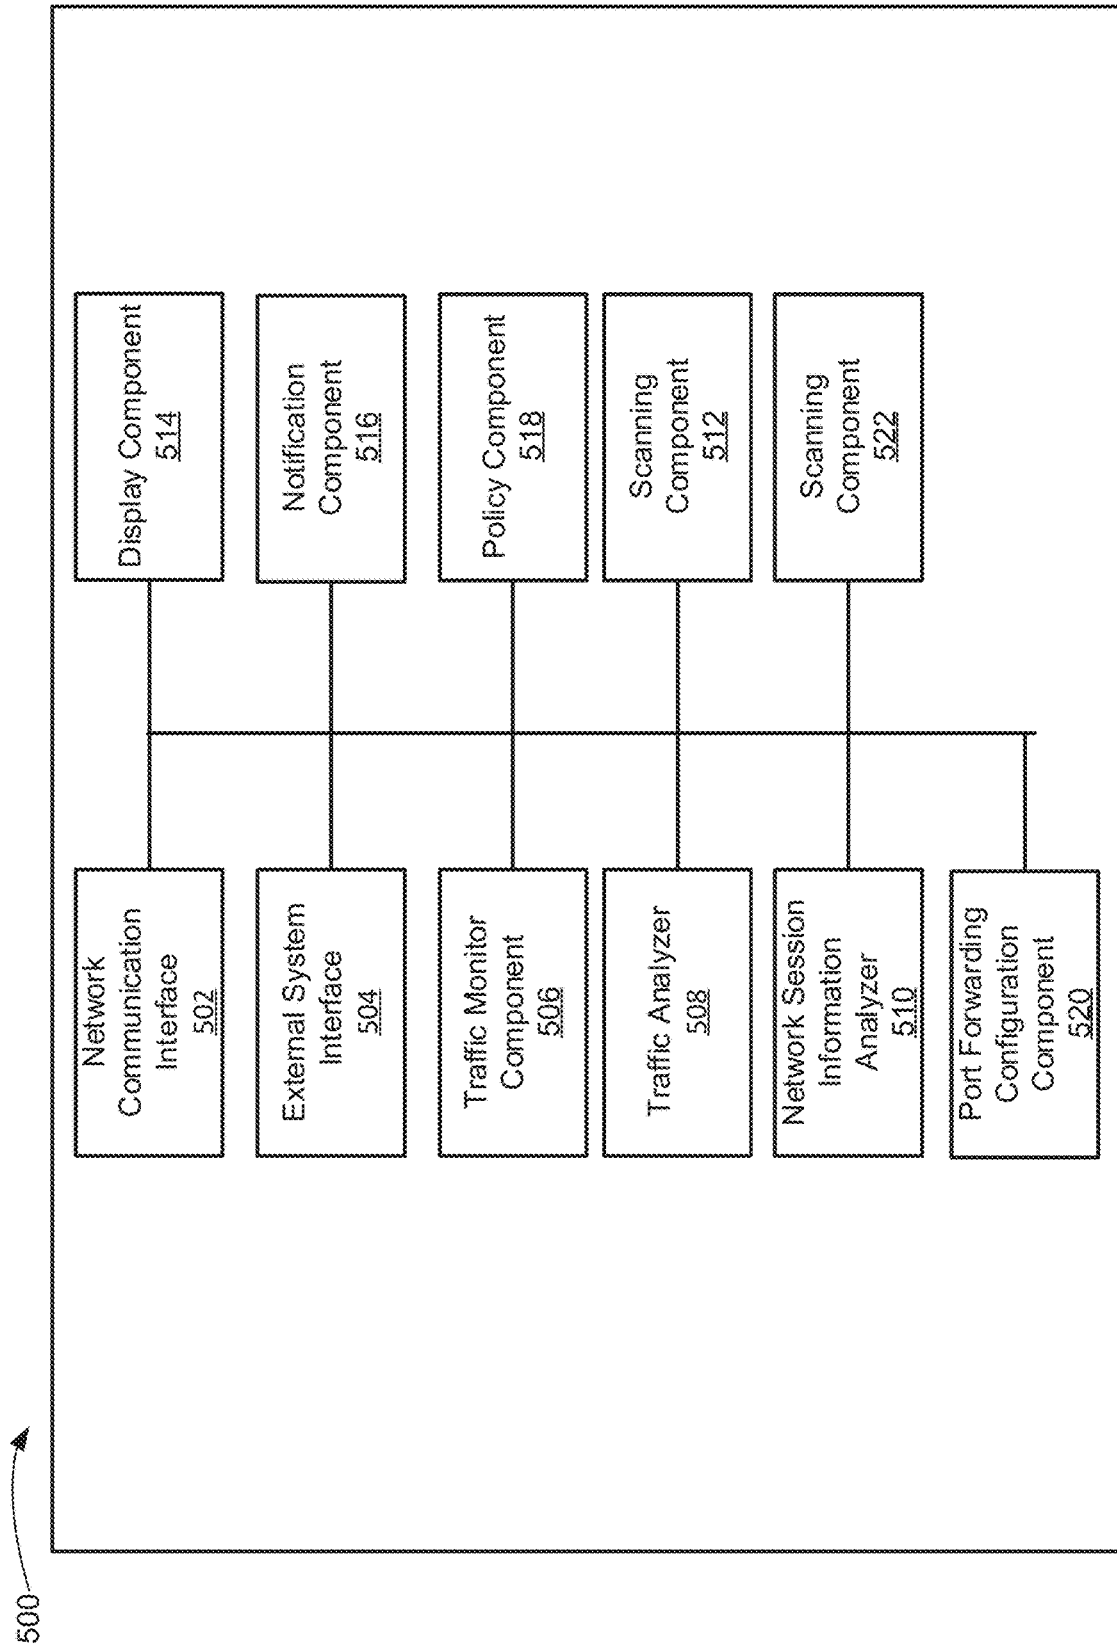 500
Network
Communication
Interface
502
External System
Interface
504
Traffic Monitor
Component
506
Traffic Analyzer
508
Network Session
Information
Analyzer
510
Port Forwarding
Configuration
Component
520
Display Component
514
Notification
Component
516
Policy Component
518
Scanning
Component
512
Scanning
Component
522